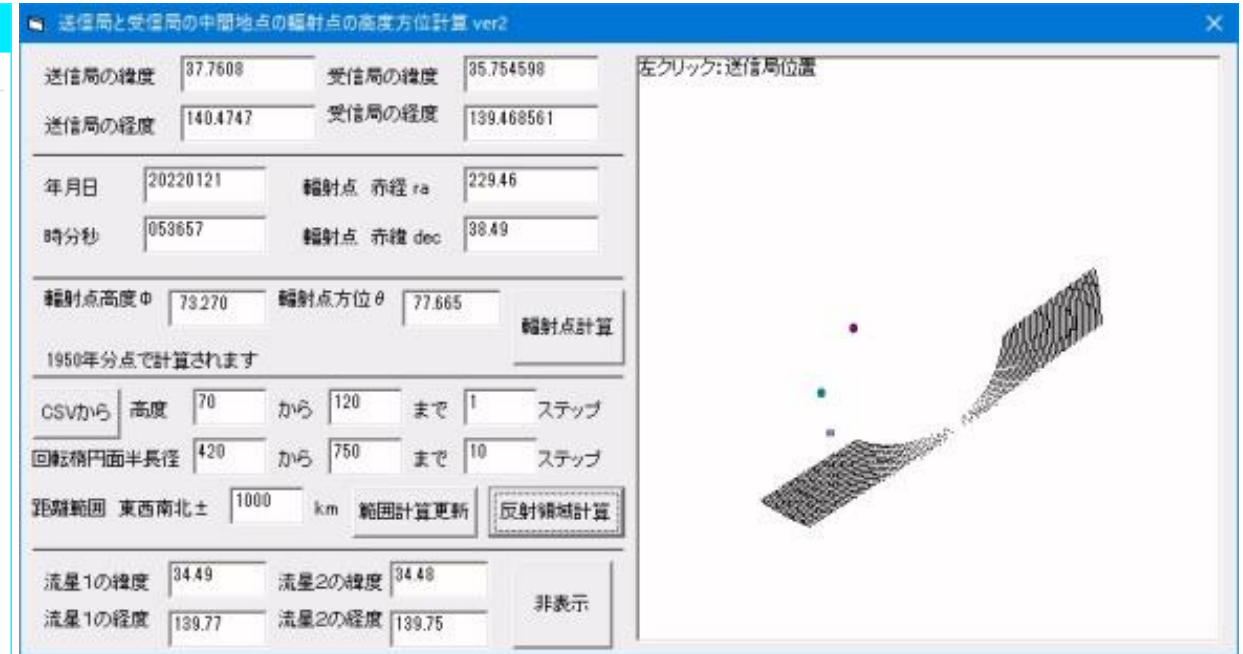 送信局と受信局の中間地点の輻射点の高度方位計算 ver2
送信局の緯度 37.7608 受信局の緯度 35.754598
送信局の経度 140.4747 受信局の経度 139.468561
年月日 20220121 輻射点 赤経 ra 229.46
時分秒 053657 輻射点 赤緯 dec 38.49
輻射点高度Φ 73.270 輻射点方位θ 77.665 輻射点計算
1950年分点で計算されます
CSVから 高度 70 から 120 まで 1 ステップ
回転楕円面半長径 420 から 750 まで 10 ステップ
距離範囲 東西南北± 1000 km 範囲計算更新 反射領域計算
流星1の緯度 34.49 流星2の緯度 34.48
流星1の経度 139.77 流星2の経度 139.75 非表示
左クリック:送信局位置